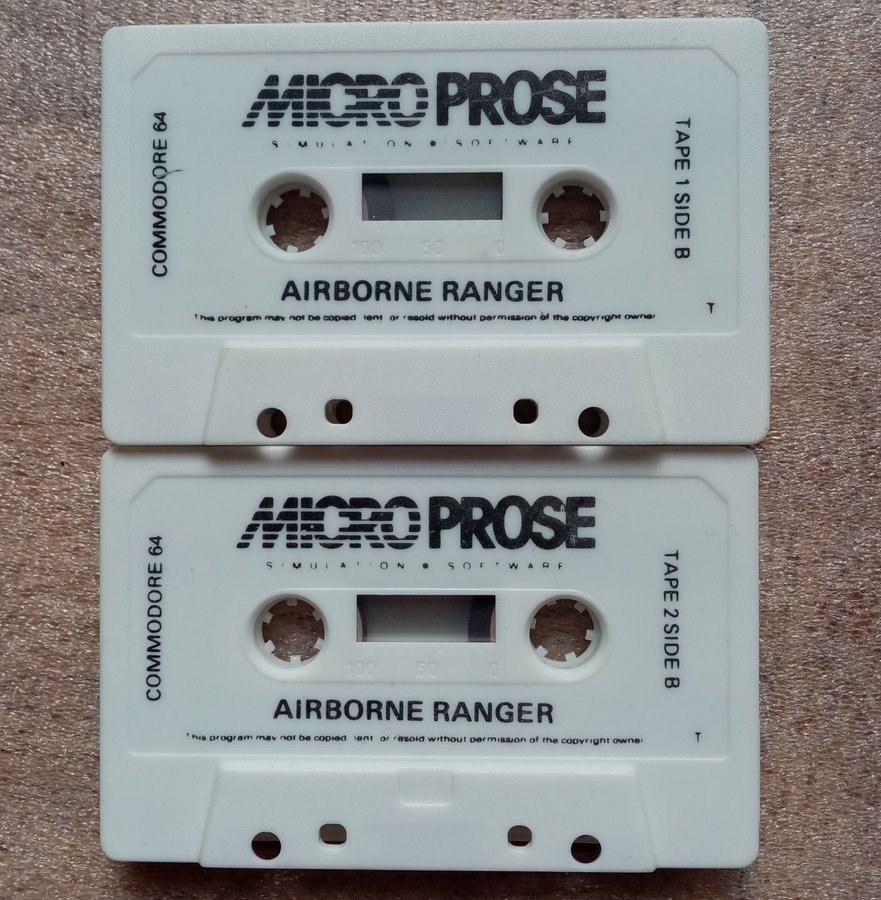 MICRO PROSE
SIMULATION • SOFTWARE
COMMODORE 64
TAPE 1 SIDE B
100 50 0
AIRBORNE RANGER
This program may not be copied lent or resold without permission of the copyright owner
T
MICRO PROSE
SIMULATION • SOFTWARE
COMMODORE 64
TAPE 2 SIDE B
100 50 0
AIRBORNE RANGER
This program may not be copied lent or resold without permission of the copyright owner
T